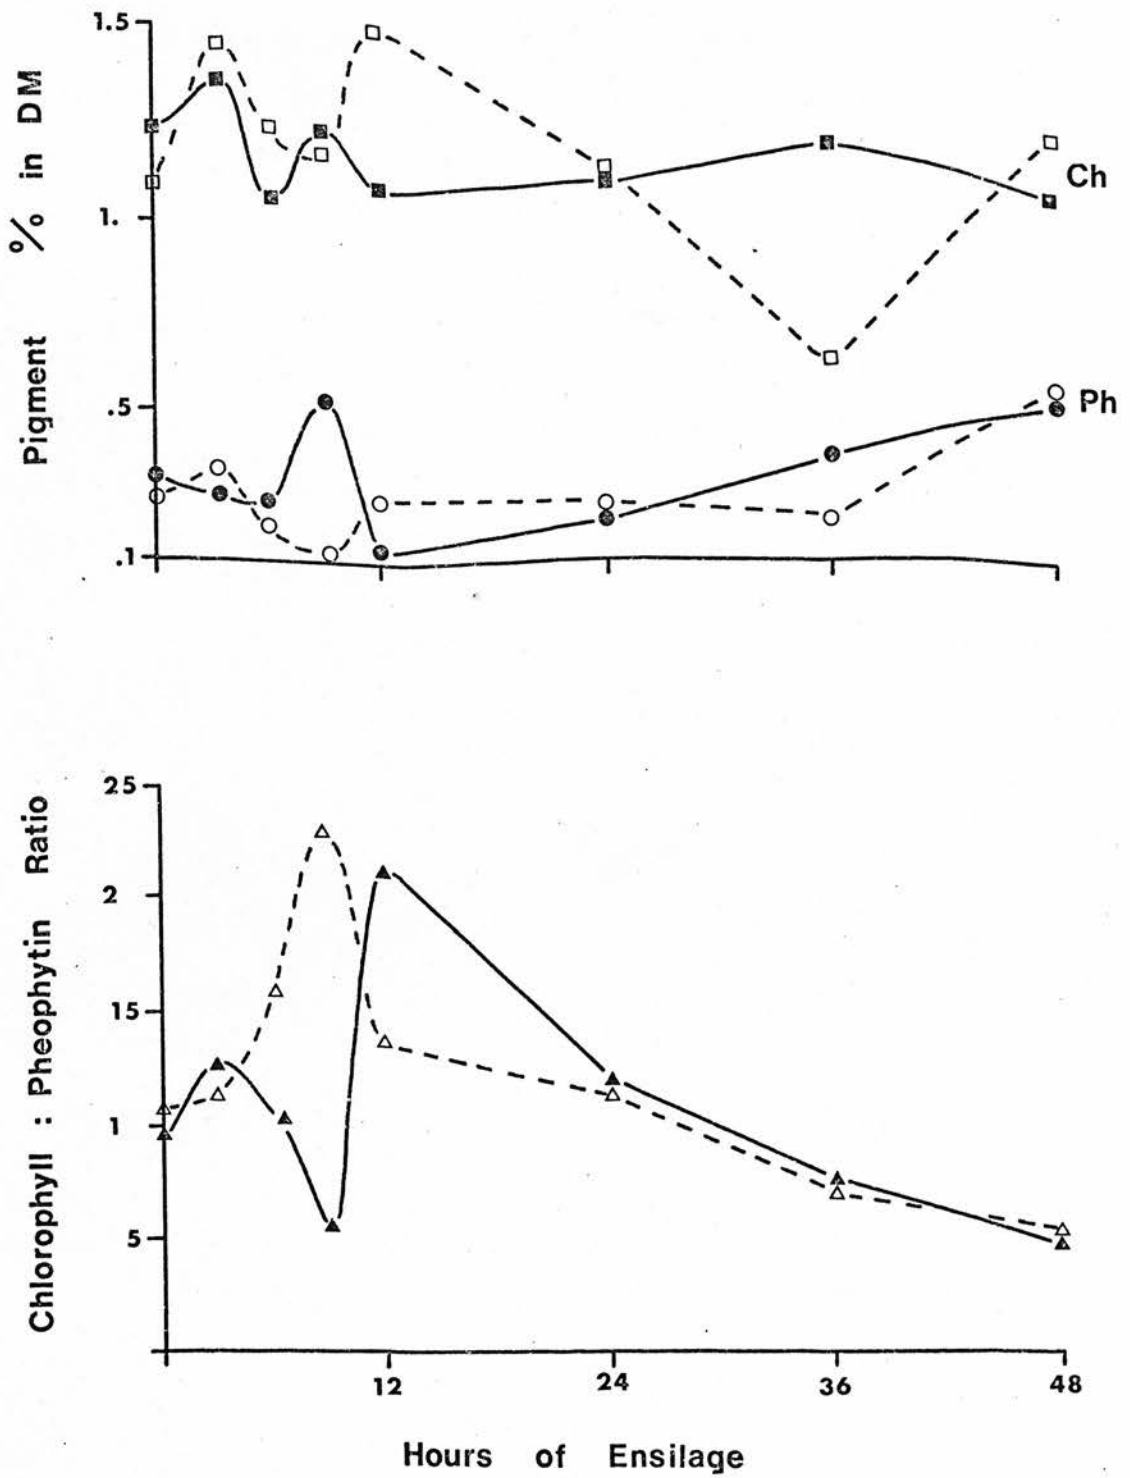 Pigment % in DM
1.5
1.
.5
.1
Ch
Ph
Chlorophyll : Pheophytin Ratio
25
2
15
1
5
12 24 36 48
Hours of Ensilage